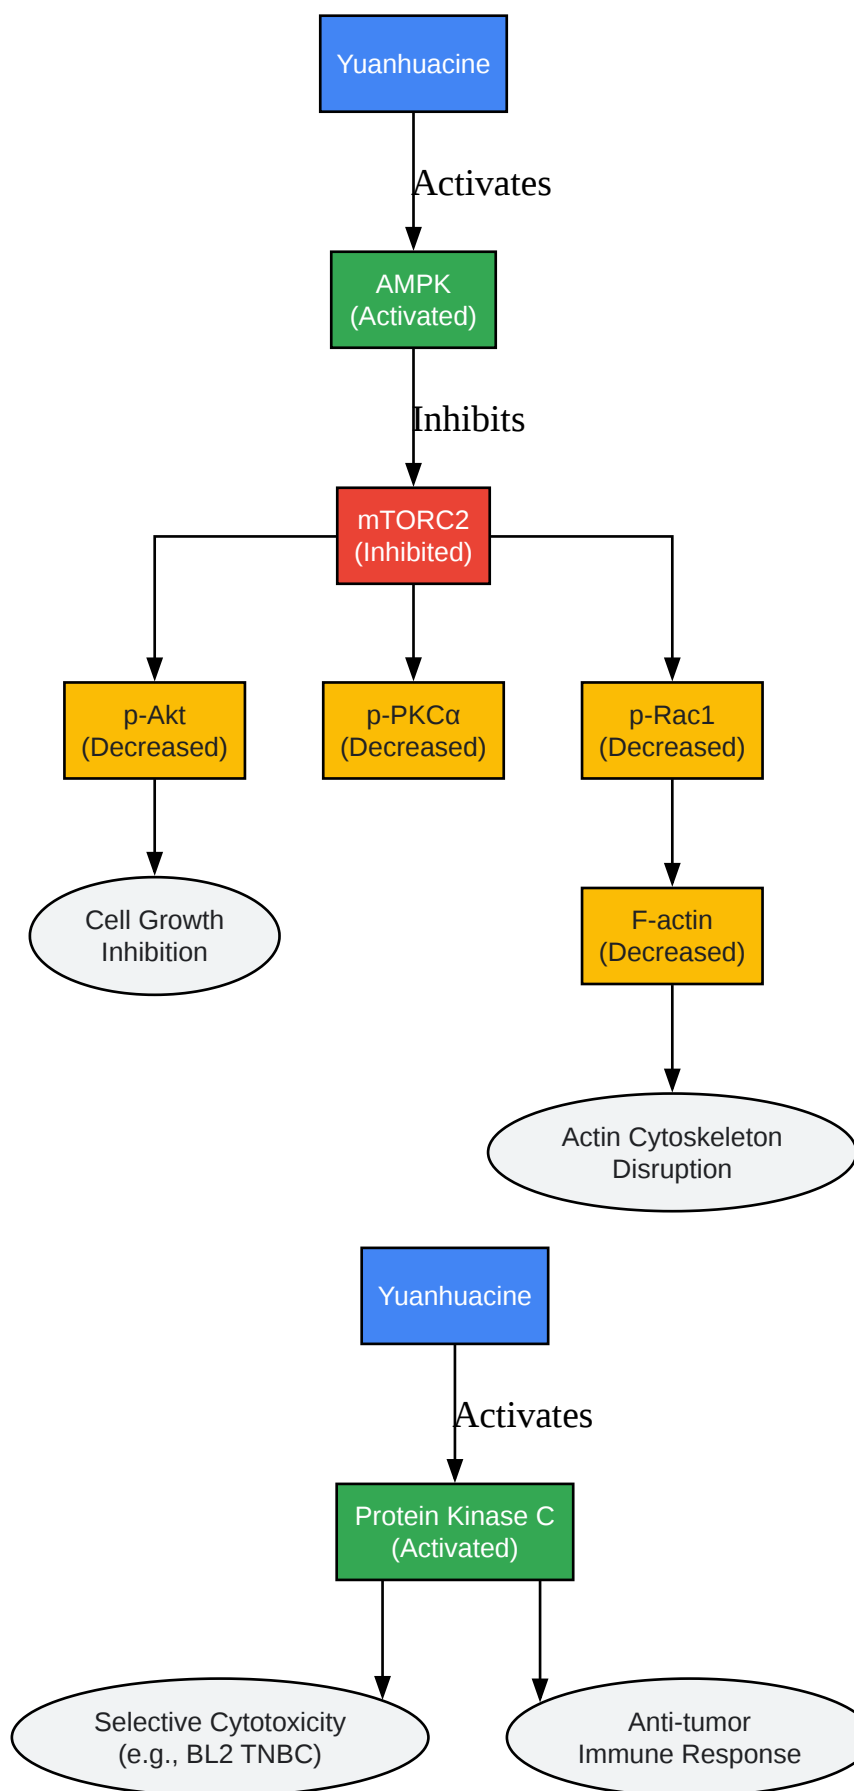 Yuanhuacine
Activates
AMPK
(Activated)
Inhibits
mTORC2
(Inhibited)
p-Akt
(Decreased)
p-PKCα
(Decreased)
p-Rac1
(Decreased)
Cell Growth
Inhibition
F-actin
(Decreased)
Actin Cytoskeleton
Disruption
Yuanhuacine
Activates
Protein Kinase C
(Activated)
Selective Cytotoxicity
(e.g., BL2 TNBC)
Anti-tumor
Immune Response